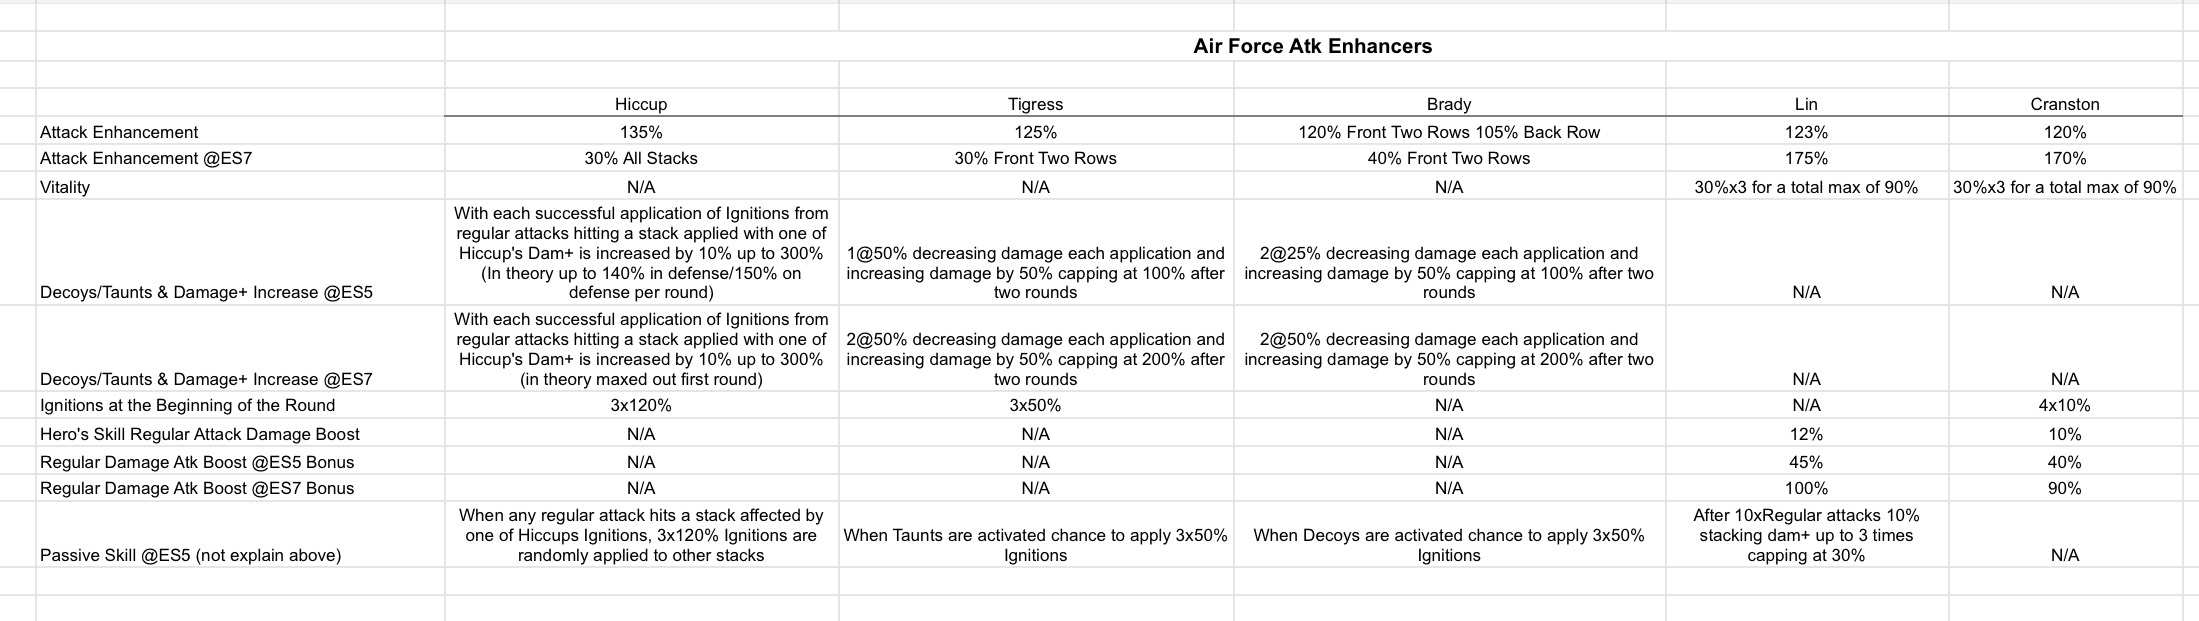 Air Force Atk Enhancers
Hiccup Tigress Brady Lin Cranston
Attack Enhancement 135% 125% 120% Front Two Rows 105% Back Row 123% 120%
Attack Enhancement @ES7 30% All Stacks 30% Front Two Rows 40% Front Two Rows 175% 170%
Vitality N/A N/A N/A 30%x3 for a total max of 90% 30%x3 for a total max of 90%
Decoys/Taunts & Damage+ Increase @ES5
With each successful application of Ignitions from
regular attacks hitting a stack applied with one of
Hiccup's Dam+ is increased by 10% up to 300%
(In theory up to 140% in defense/150% on
defense per round)
1@50% decreasing damage each application and
increasing damage by 50% capping at 100% after
two rounds
2@25% decreasing damage each application and
increasing damage by 50% capping at 100% after two
rounds
N/A
N/A
Decoys/Taunts & Damage+ Increase @ES7
With each successful application of Ignitions from
regular attacks hitting a stack applied with one of
Hiccup's Dam+ is increased by 10% up to 300%
(in theory maxed out first round)
2@50% decreasing damage each application and
increasing damage by 50% capping at 200% after
two rounds
2@50% decreasing damage each application and
increasing damage by 50% capping at 200% after two
rounds
N/A
N/A
Ignitions at the Beginning of the Round 3x120% 3x50% N/A N/A 4x10%
Hero's Skill Regular Attack Damage Boost N/A N/A N/A 12% 10%
Regular Damage Atk Boost @ES5 Bonus N/A N/A N/A 45% 40%
Regular Damage Atk Boost @ES7 Bonus N/A N/A N/A 100% 90%
Passive Skill @ES5 (not explain above)
When any regular attack hits a stack affected by
one of Hiccups Ignitions, 3x120% Ignitions are
randomly applied to other stacks
When Taunts are activated chance to apply 3x50%
Ignitions
When Decoys are activated chance to apply 3x50%
Ignitions
After 10xRegular attacks 10%
stacking dam+ up to 3 times
capping at 30%
N/A